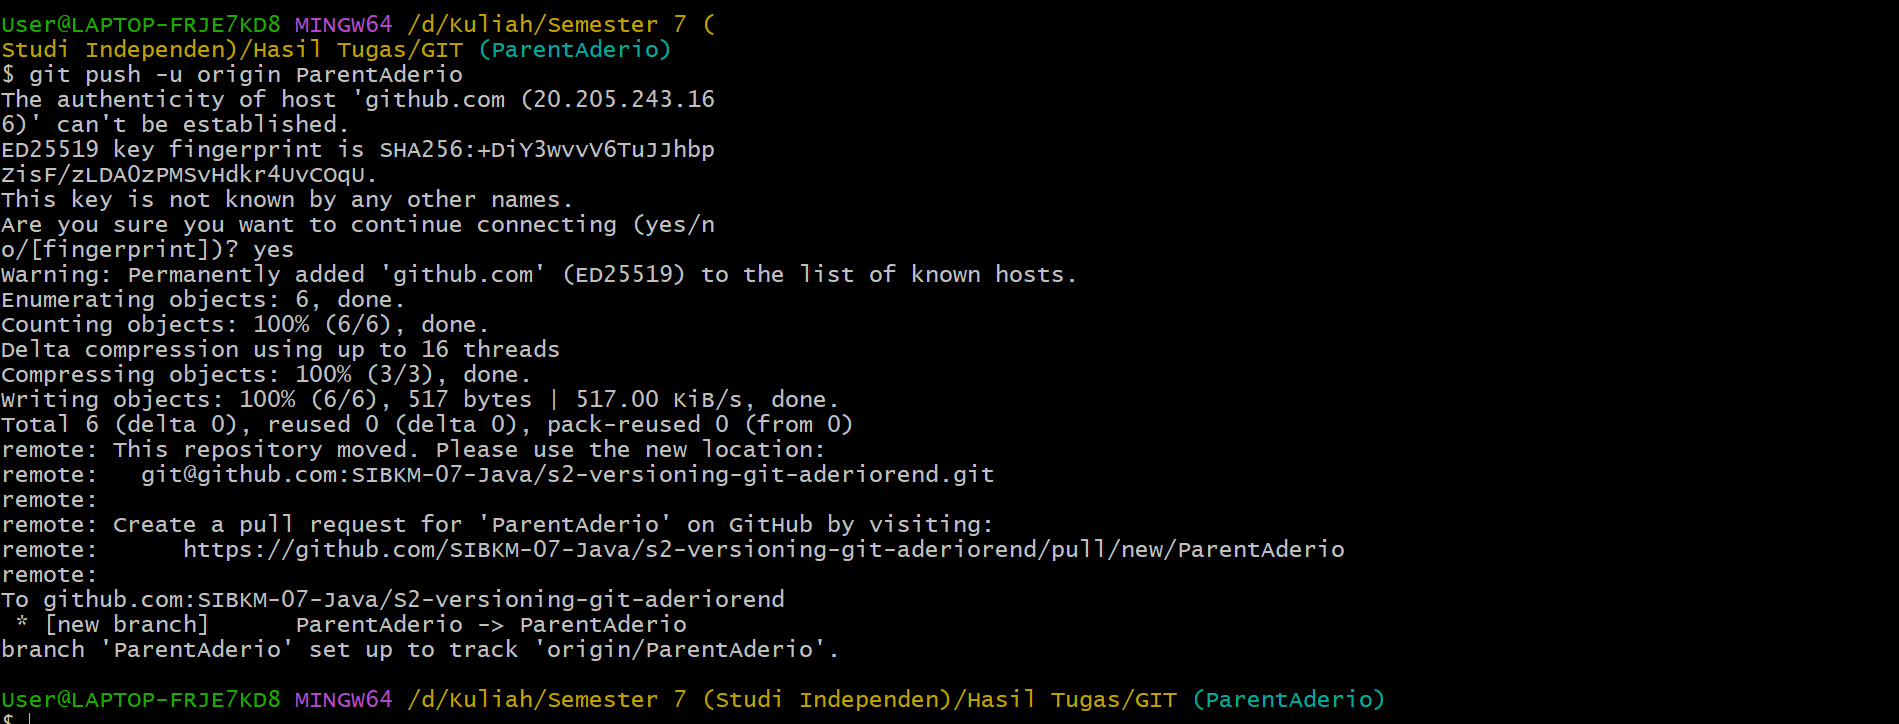 User@LAPTOP-FRJE7KD8 MINGW64 /d/Kuliah/Semester 7 (
Studi Independen)/Hasil Tugas/GIT (ParentAderio)
$ git push -u origin ParentAderio
The authenticity of host 'github.com (20.205.243.16
6)' can't be established.
ED25519 key fingerprint is SHA256:+DiY3wvvV6TuJJhbp
ZisF/zLDA0zPMSvHdkr4UvCOqU.
This key is not known by any other names.
Are you sure you want to continue connecting (yes/n
o/[fingerprint])? yes
Warning: Permanently added 'github.com' (ED25519) to the list of known hosts.
Enumerating objects: 6, done.
Counting objects: 100% (6/6), done.
Delta compression using up to 16 threads
Compressing objects: 100% (3/3), done.
Writing objects: 100% (6/6), 517 bytes | 517.00 KiB/s, done.
Total 6 (delta 0), reused 0 (delta 0), pack-reused 0 (from 0)
remote: This repository moved. Please use the new location:
remote:   git@github.com:SIBKM-07-Java/s2-versioning-git-aderiorend.git
remote:
remote: Create a pull request for 'ParentAderio' on GitHub by visiting:
remote:      https://github.com/SIBKM-07-Java/s2-versioning-git-aderiorend/pull/new/ParentAderio
remote:
To github.com:SIBKM-07-Java/S2-versioning-git-aderiorend
 * [new branch]      ParentAderio -> ParentAderio
branch 'ParentAderio' set up to track 'origin/ParentAderio'.
User@LAPTOP-FRJE7KD8 MINGW64 /d/Kuliah/Semester 7 (Studi Independen)/Hasil Tugas/GIT (ParentAderio)
$